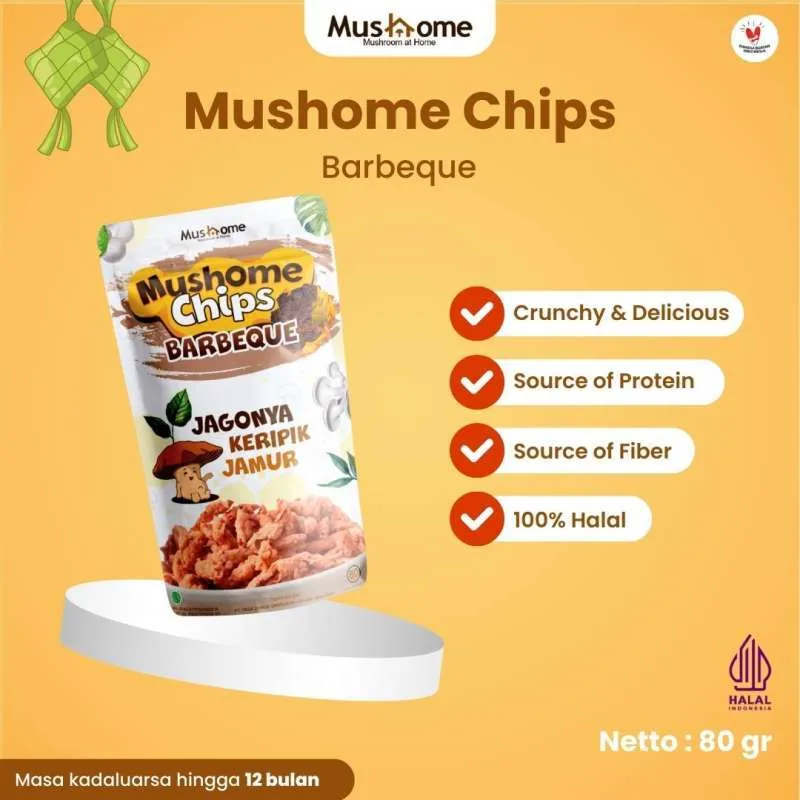 Mushome
Mushroom at Home
Mushome Chips
Barbeque
Mushome
Mushome
Chips
BARBEQUE
JAGONYA
KERIPIK
JAMUR
Crunchy & Delicious
Source of Protein
Source of Fiber
100% Halal
HALAL
INDONESIA
Netto : 80 gr
Masa kadaluarsa hingga 12 bulan